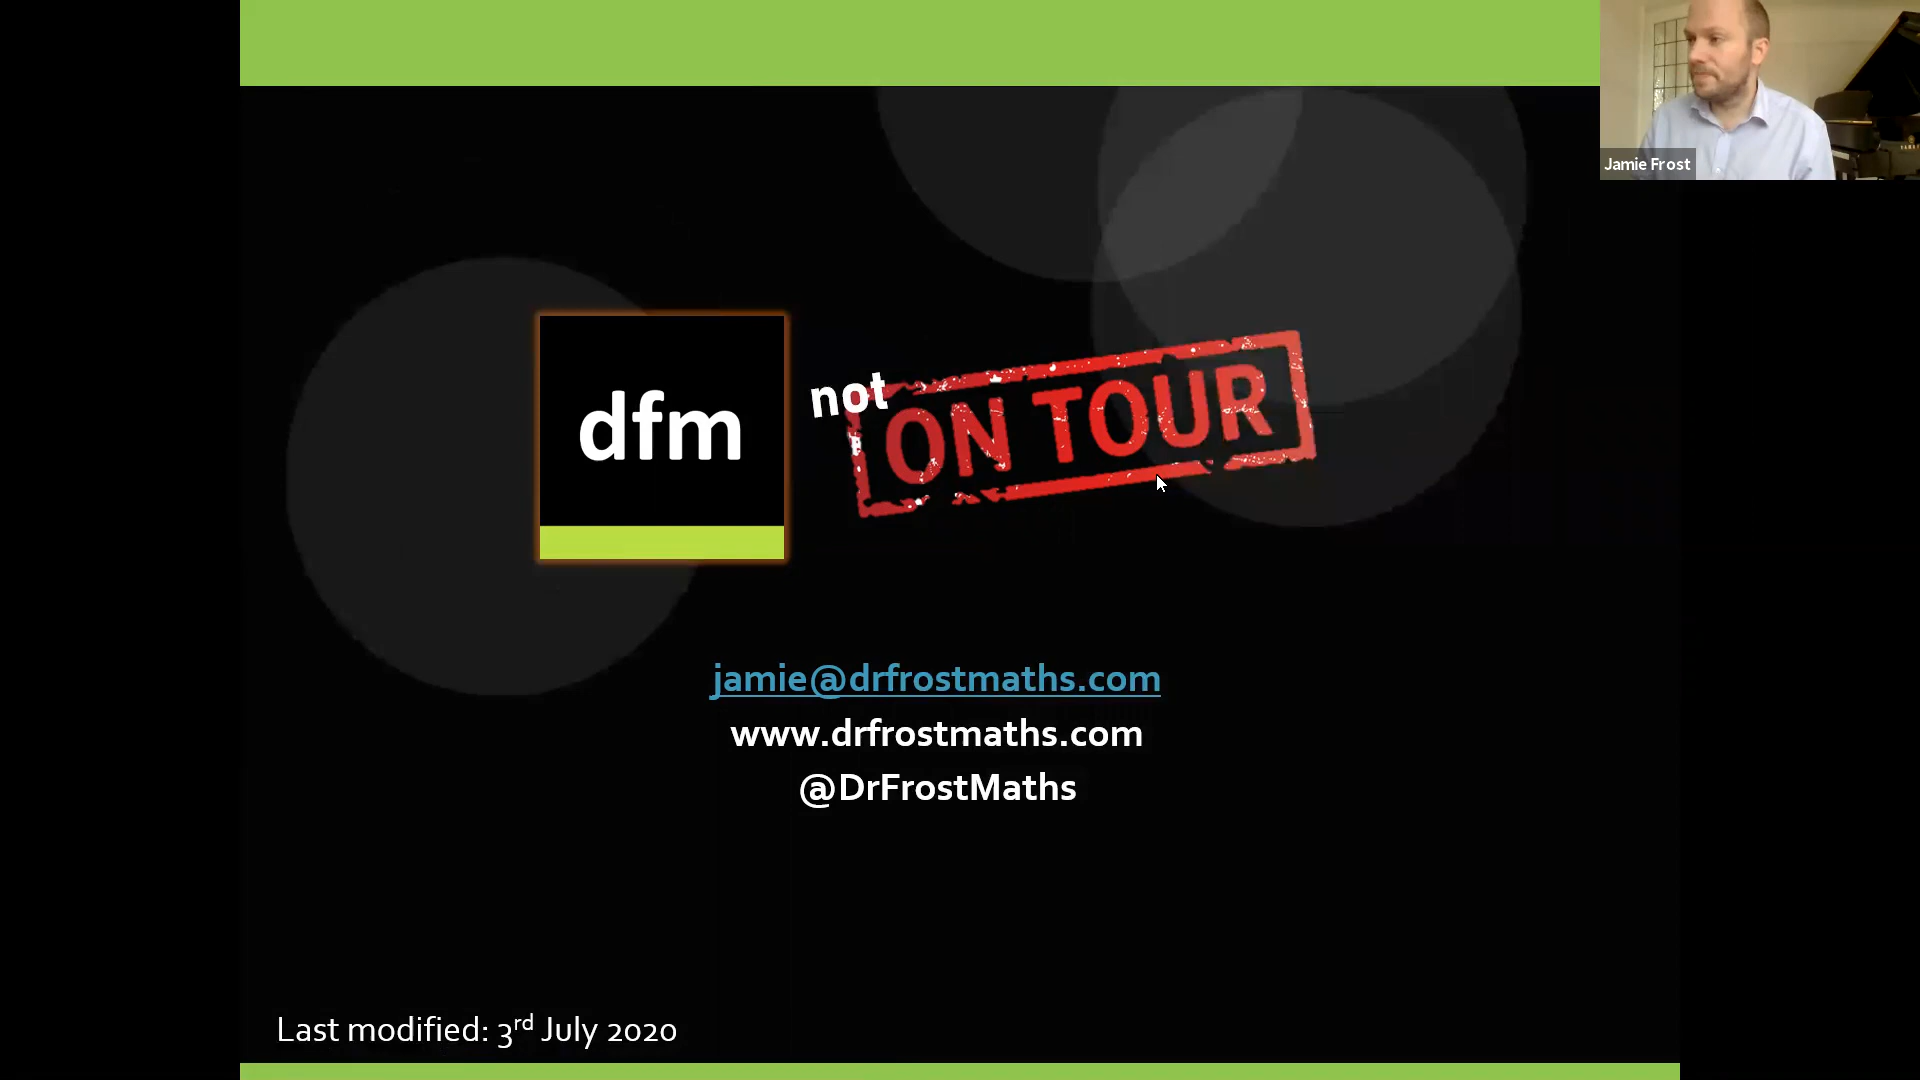 Jamie Frost
dfm
not
ON TOUR
jamie@drfrostmaths.com
www.drfrostmaths.com
@DrFrostMaths
Last modified: 3rd July 2020